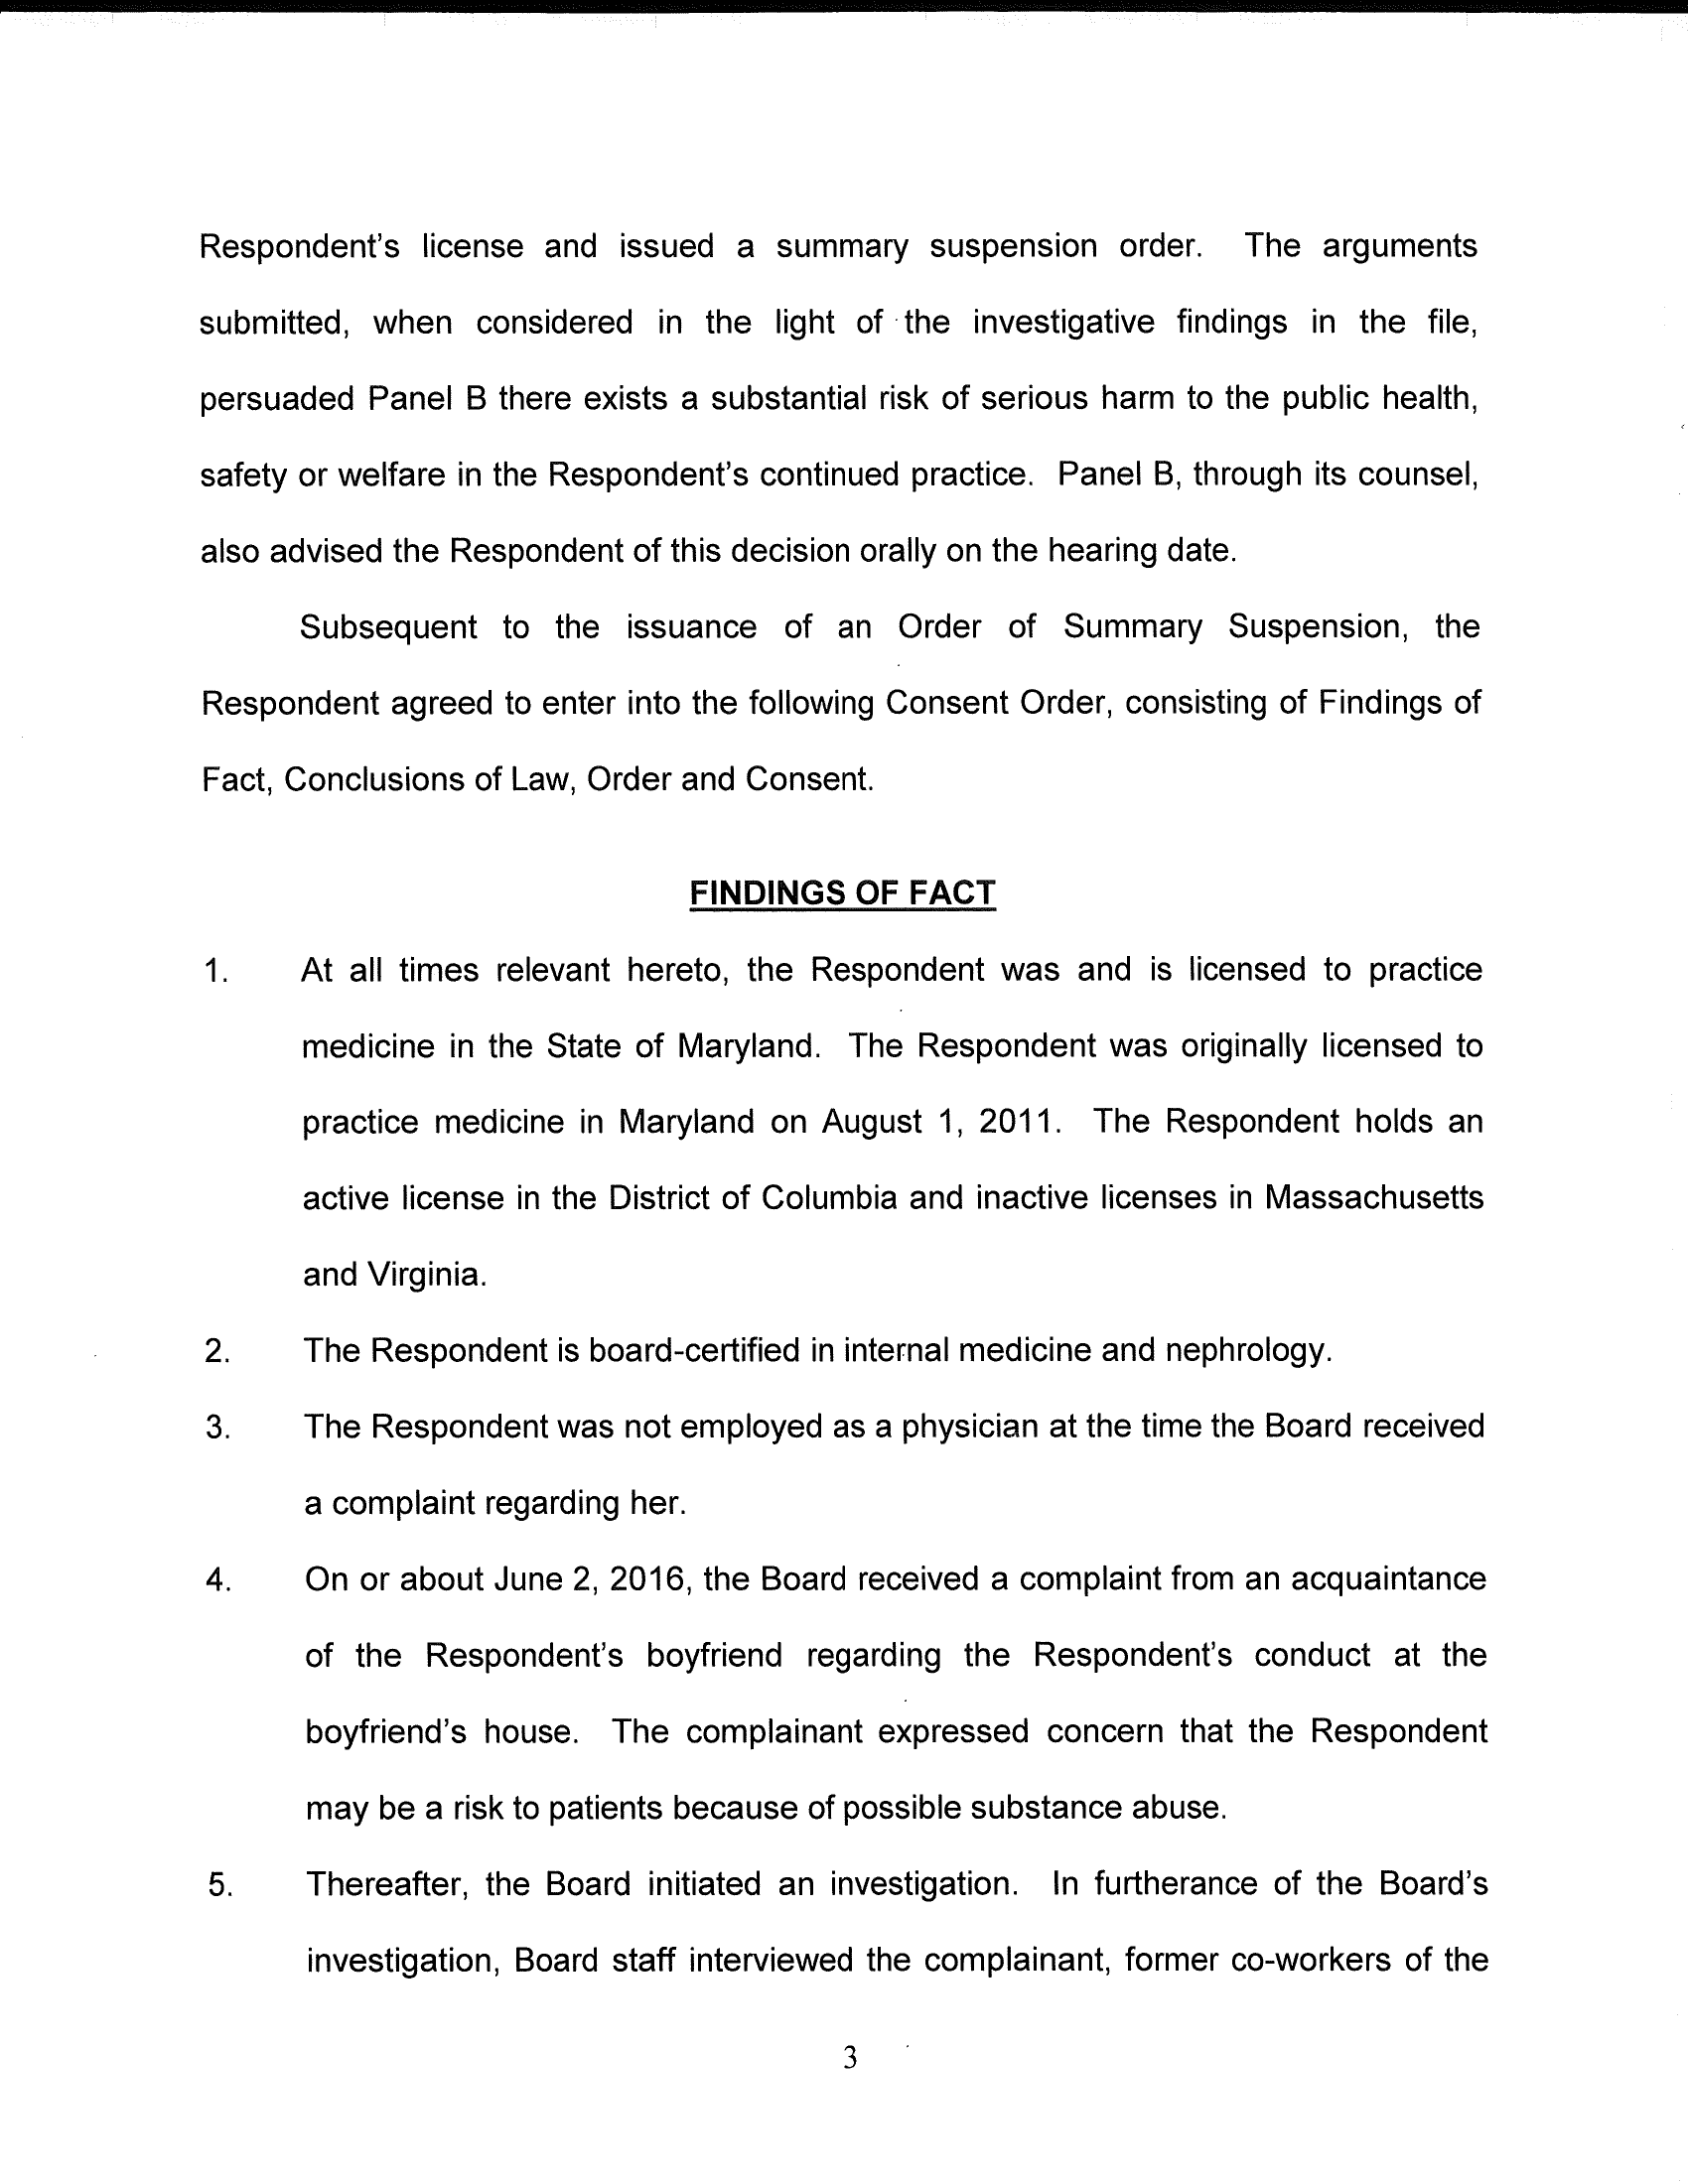 Respondent's license and issued a summary suspension order. The arguments
submitted, when considered in the light of the investigative findings in the file,
persuaded Panel B there exists a substantial risk of serious harm to the public health,
safety or welfare in the Respondent's continued practice. Panel B, through its counsel,
also advised the Respondent of this decision orally on the hearing date.
Subsequent to the issuance of an Order of Summary Suspension, the
Respondent agreed to enter into the following Consent Order, consisting of Findings of
Fact, Conclusions of Law, Order and Consent.
FINDINGS OF FACT
1. At all times relevant hereto, the Respondent was and is licensed to practice
medicine in the State of Maryland. The Respondent was originally licensed to
practice medicine in Maryland on August 1, 2011. The Respondent holds an
active license in the District of Columbia and inactive licenses in Massachusetts
and Virginia.
2. The Respondent is board-certified in internal medicine and nephrology.
3. The Respondent was not employed as a physician at the time the Board received
a complaint regarding her.
4. On or about June 2, 2016, the Board received a complaint from an acquaintance
of the Respondent's boyfriend regarding the Respondent's conduct at the
boyfriend's house. The complainant expressed concern that the Respondent
may be a risk to patients because of possible substance abuse.
5. Thereafter, the Board initiated an investigation. In furtherance of the Board's
investigation, Board staff interviewed the complainant, former co-workers of the
3